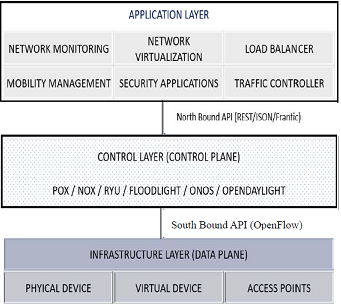 APPLICATION LAYER
NETWORK MONITORING
NETWORK VIRTUALIZATION
LOAD BALANCER
MOBILITY MANAGEMENT
SECURITY APPLICATIONS
TRAFFIC CONTROLLER
North Bound API (REST/JSON/Frantic)
CONTROL LAYER (CONTROL PLANE)
POX / NOX / RYU / FLOODLIGHT / ONOS / OPENDAYLIGHT
South Bound API (OpenFlow)
INFRASTRUCTURE LAYER (DATA PLANE)
PHYICAL DEVICE
VIRTUAL DEVICE
ACCESS POINTS